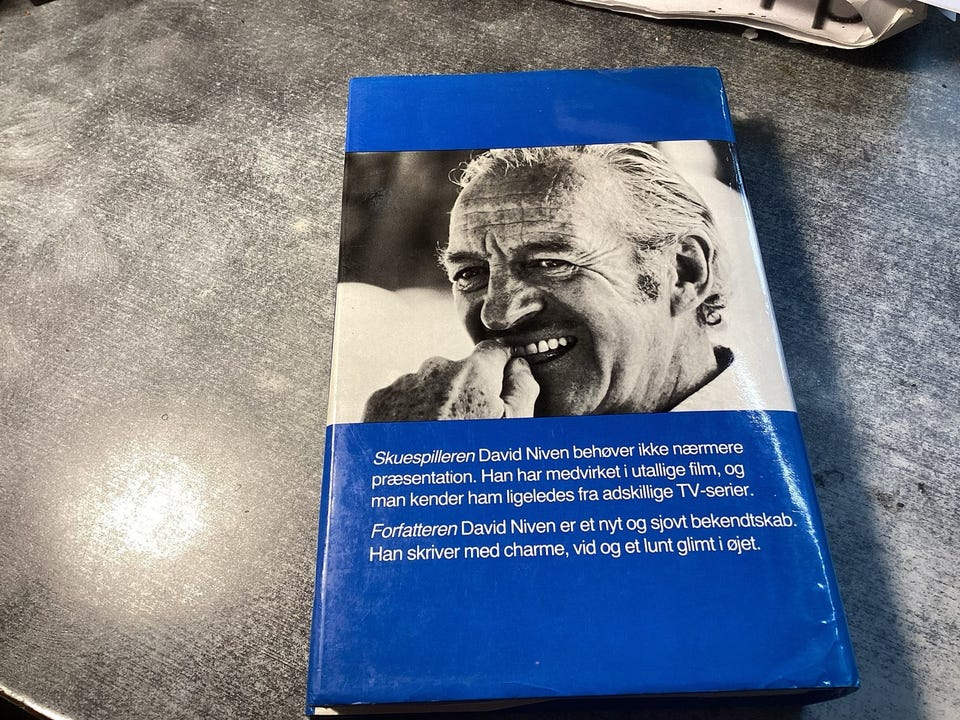 Skuespilleren David Niven behøver ikke nærmere
præsentation. Han har medvirket i utallige film, og
man kender ham ligeledes fra adskillige TV-serier.
Forfatteren David Niven er et nyt og sjovt bekendtskab.
Han skriver med charme, vid og et lunt glimt i øjet.